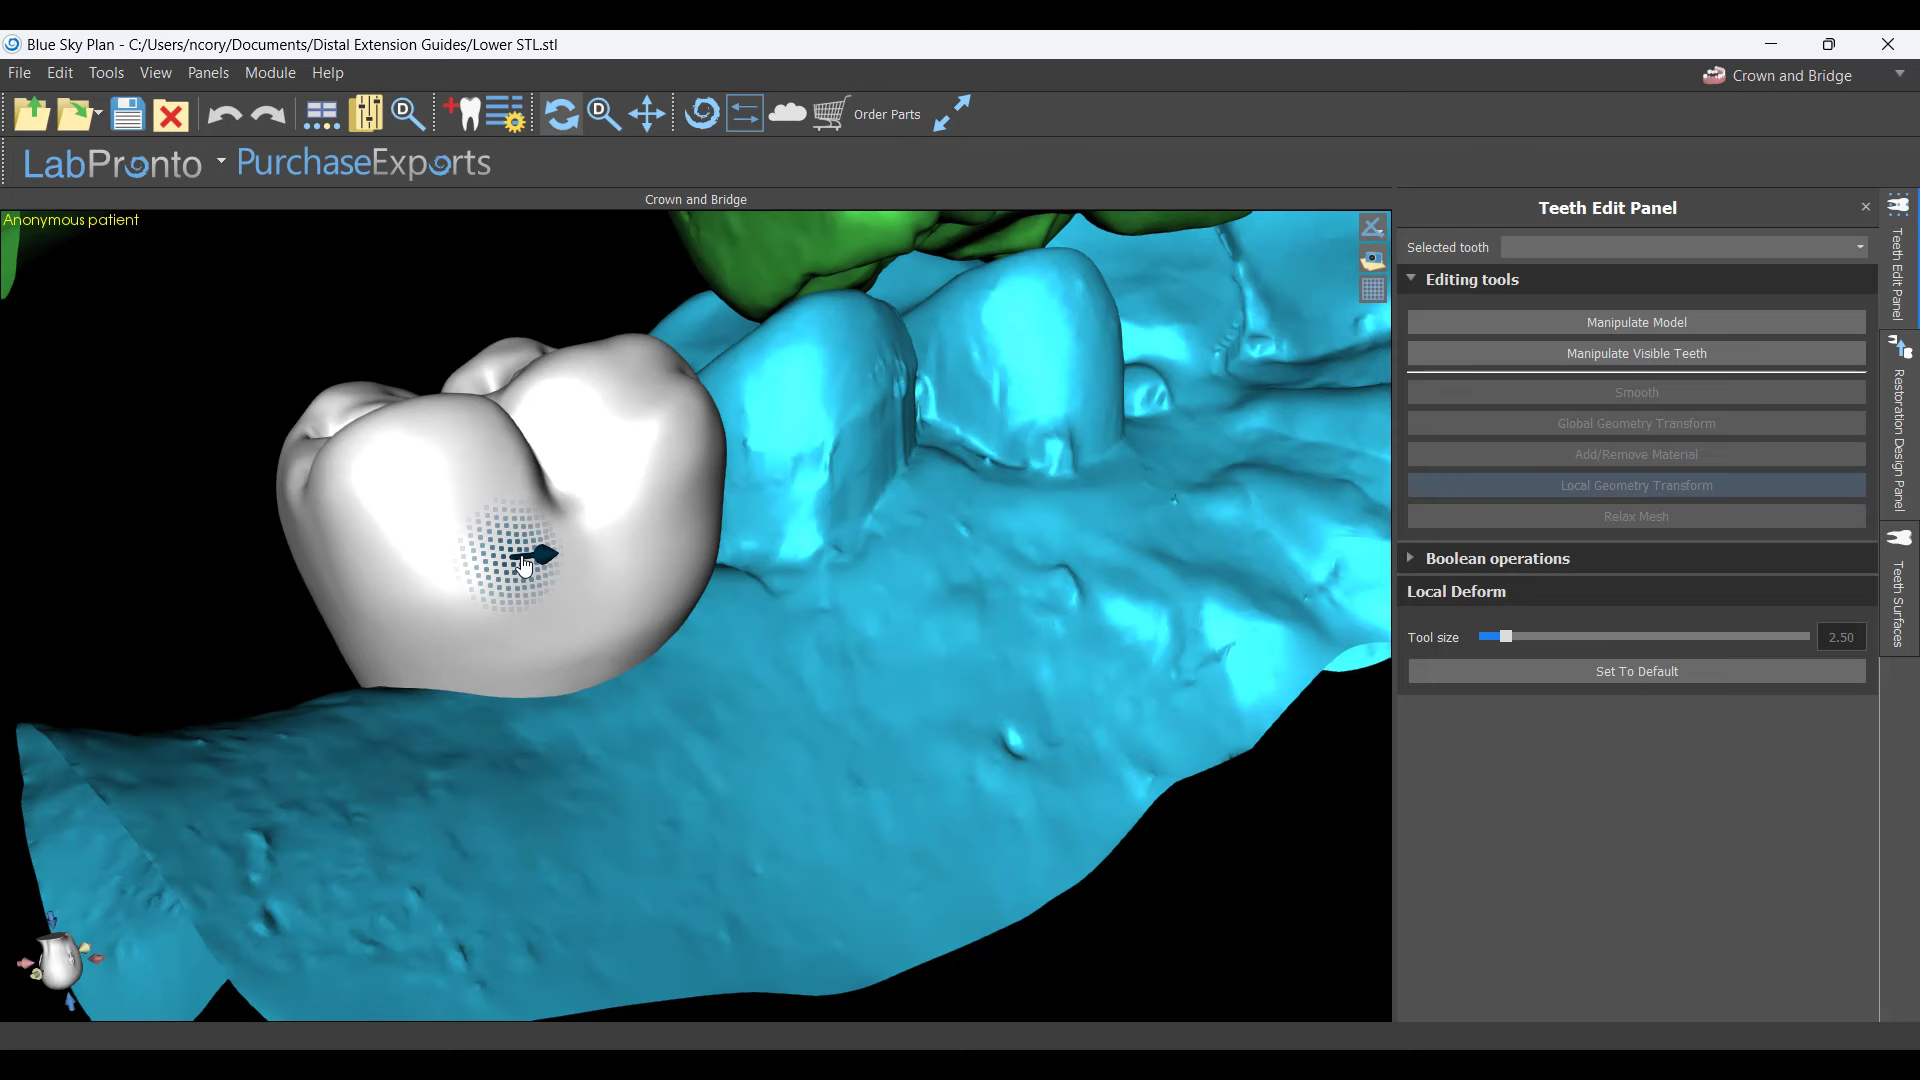 Blue Sky Plan - C:/Users/ncory/Documents/Distal Extension Guides/Lower STL.stl
File Edit Tools View Panels Module Help
Crown and Bridge
Order Parts
LabPronto PurchaseExports
Crown and Bridge
Anonymous patient
Teeth Edit Panel
Selected tooth
Editing tools
Manipulate Model
Manipulate Visible Teeth
Smooth
Global Geometry Transform
Add/Remove Material
Local Geometry Transform
Relax Mesh
Boolean operations
Local Deform
Tool size 2.50
Set To Default
Teeth Edit Panel
Restoration Design Panel
Teeth Surfaces